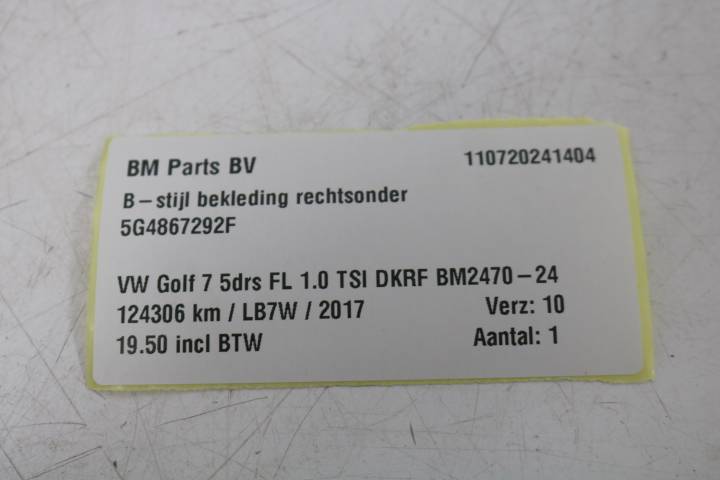 BM Parts BV 110720241404
B-stijl bekleding rechtsonder
5G4867292F
VW Golf 7 5drs FL 1.0 TSI DKRF BM2470-24
124306 km / LB7W / 2017 Verz: 10
19.50 incl BTW Aantal: 1